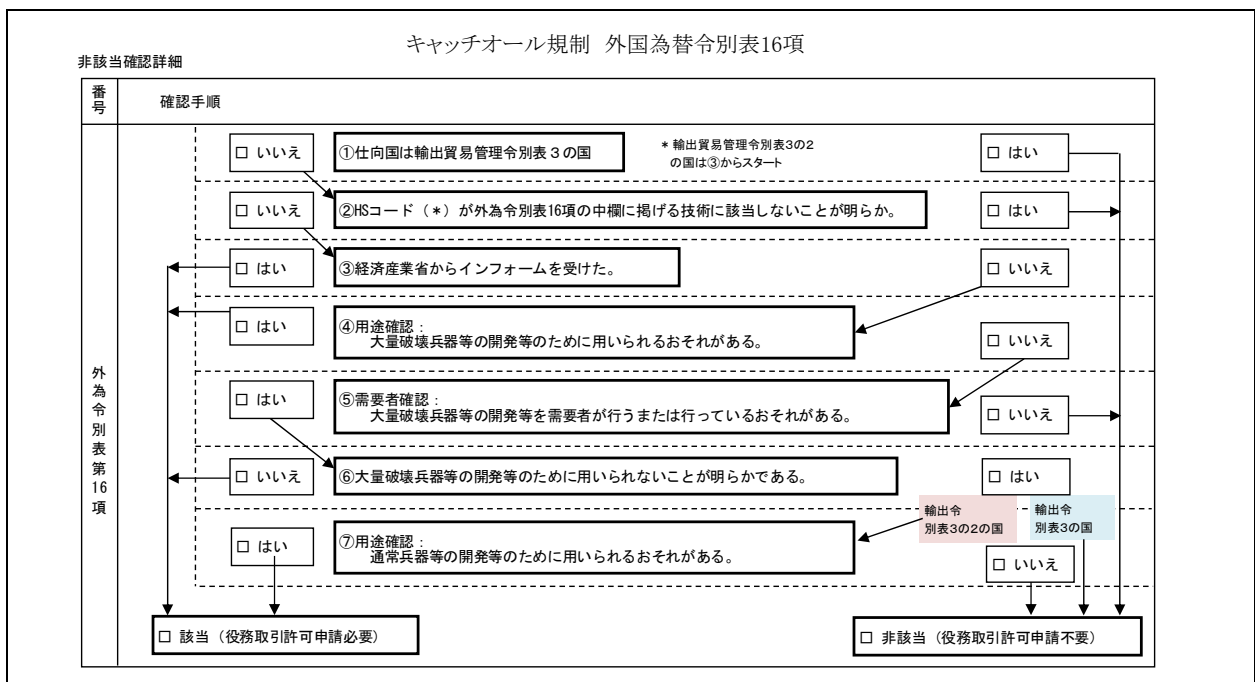 キャッチオール規制 外国為替令別表16項
非該当確認詳細
番号
確認手順
外為令別表第16項
□ いいえ
①仕向国は輸出貿易管理令別表３の国
* 輸出貿易管理令別表3の2
の国は③からスタート
□ はい
□ いいえ
②HSコード（*）が外為令別表16項の中欄に掲げる技術に該当しないことが明らか。
□ はい
□ はい
③経済産業省からインフォームを受けた。
□ いいえ
□ はい
④用途確認：
大量破壊兵器等の開発等のために用いられるおそれがある。
□ いいえ
□ はい
⑤需要者確認：
大量破壊兵器等の開発等を需要者が行うまたは行っているおそれがある。
□ いいえ
□ いいえ
⑥大量破壊兵器等の開発等のために用いられないことが明らかである。
□ はい
輸出令
別表3の2の国
輸出令
別表3の国
□ はい
⑦用途確認：
通常兵器等の開発等のために用いられるおそれがある。
□ いいえ
□ 該当（役務取引許可申請必要）
□ 非該当（役務取引許可申請不要）